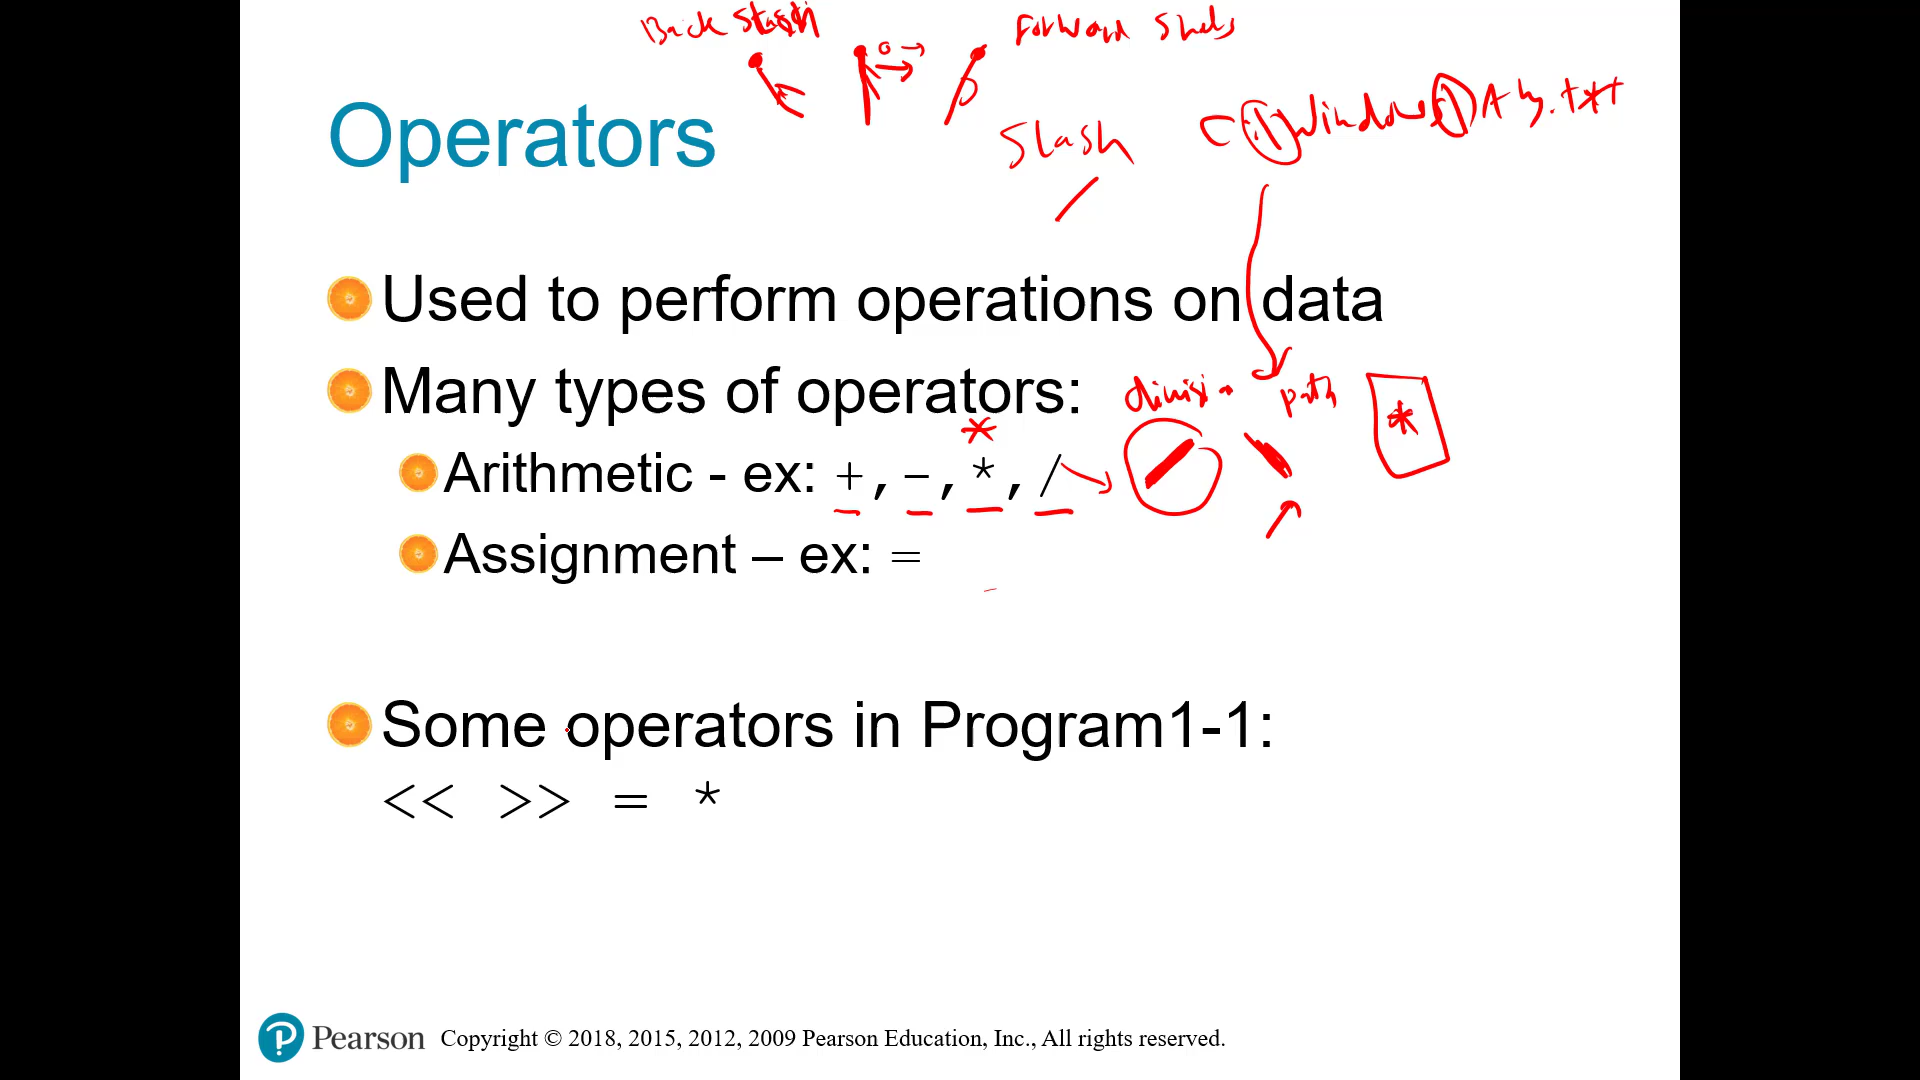 Back Slash
Forward Slash
Operators
Slash
/
C:\Windows\A
.txt
Used to perform operations on data
Many types of operators:
division
path
*
*
Arithmetic - ex: +, -, *, /
/ \
Assignment – ex: =
Some operators in Program1-1:
<< >> = *
P Pearson
Copyright © 2018, 2015, 2012, 2009 Pearson Education, Inc., All rights reserved.